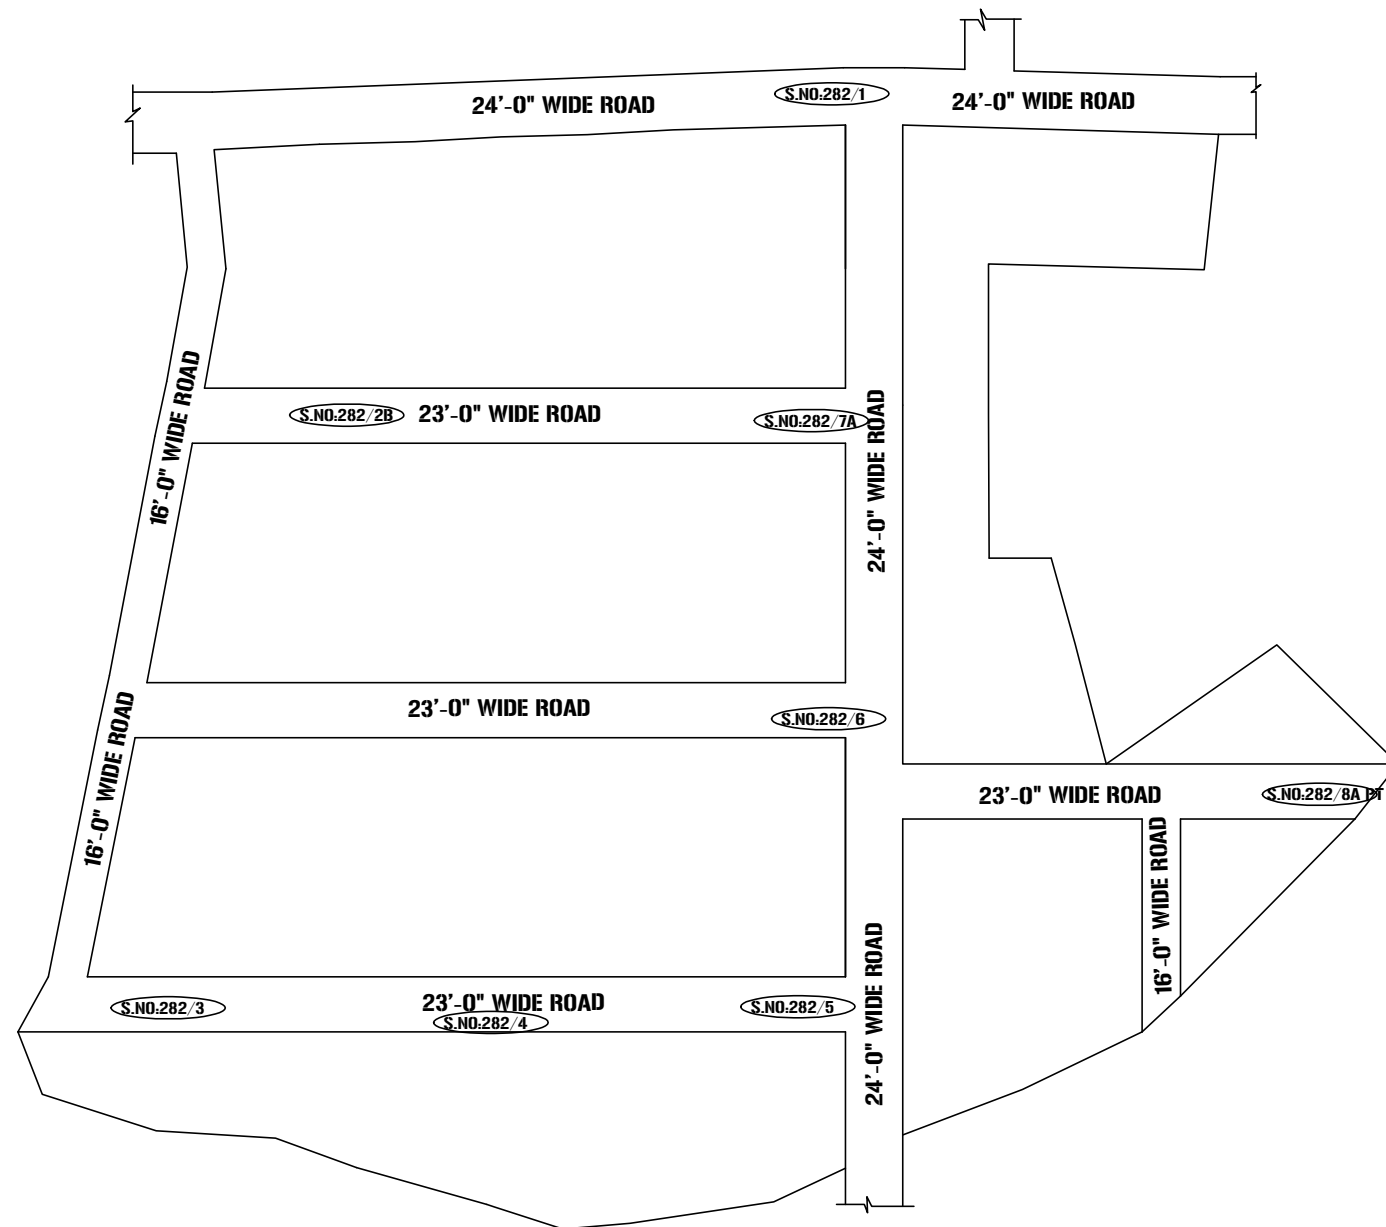 S.NO:282/1
24'-0" WIDE ROAD
24'-0" WIDE ROAD
16'-0" WIDE ROAD
S.NO:282/2B
23'-0" WIDE ROAD
S.NO:282/7A
24'-0" WIDE ROAD
16'-0" WIDE ROAD
23'-0" WIDE ROAD
S.NO:282/6
23'-0" WIDE ROAD
S.NO:282/8A PT
16'-0" WIDE ROAD
24'-0" WIDE ROAD
S.NO:282/3
23'-0" WIDE ROAD
S.NO:282/4
S.NO:282/5